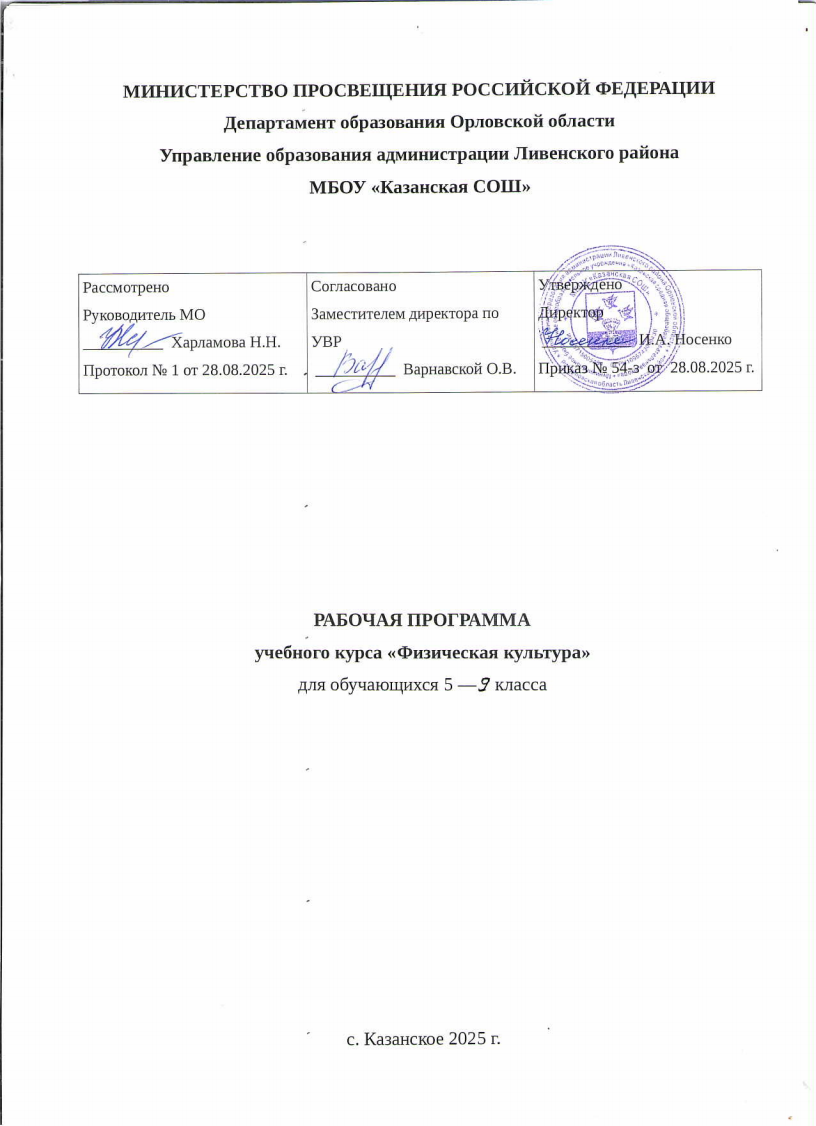 МИНИСТЕРСТВО ПРОСВЕЩЕНИЯ РОССИЙСКОЙ ФЕДЕРАЦИИ
Департамент образования Орловской области
Управление образования администрации Ливенского района
МБОУ «Казанская СОШ»
Рассмотрено
Руководитель МО
Харламова Н.Н.
Протокол № 1 от 28.08.2025 г.
Согласовано
Заместителем директора по
УВР
Варнавской О.В.
Утверждено
Директор
И.А. Носенко
Приказ № 54-з от 28.08.2025 г.
«Казанская СОШ»
РАБОЧАЯ ПРОГРАММА
учебного курса «Физическая культура»
для обучающихся 5 —9 класса
с. Казанское 2025 г.